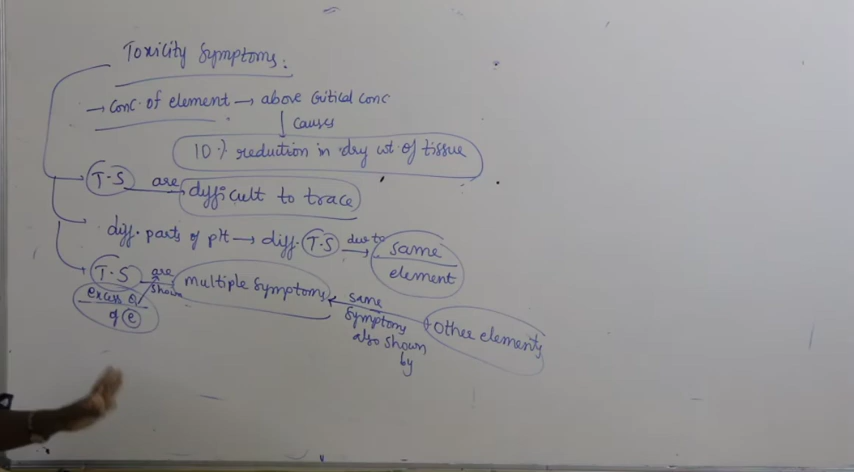 Toxicity Symptoms:
→ conc. of element → above Critical conc
causes
10% reduction in dry wt. of tissue
T.S are difficult to trace
diff. parts of pH → diff. T.S due to same element
T.S are shown multiple symptoms
excess Q of e
same symptoms also shown by
other elements